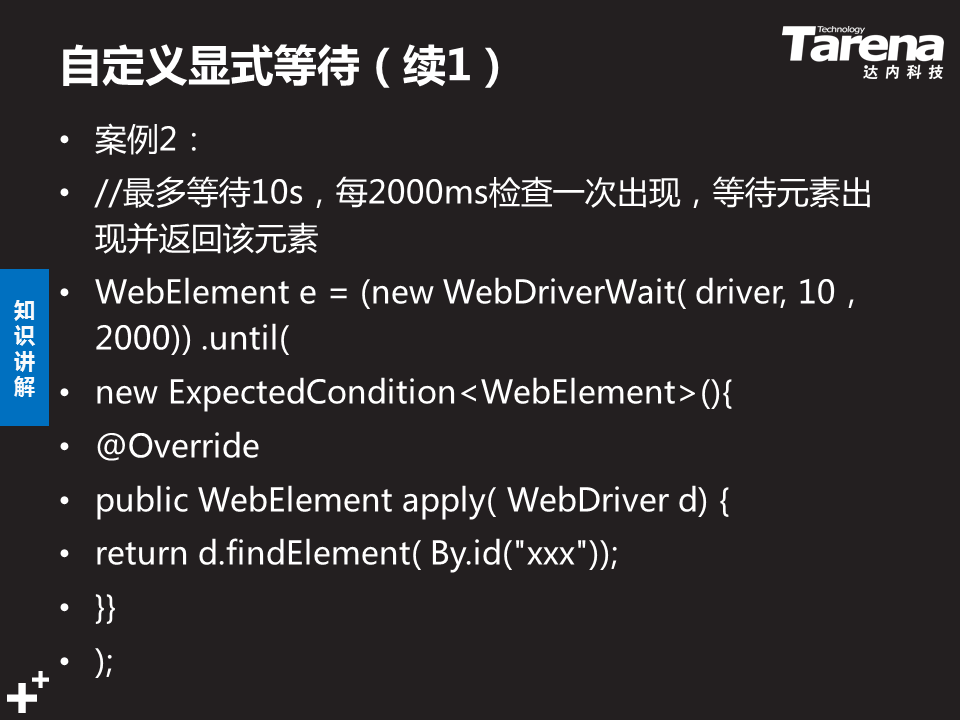 自定义显式等待（续1）
Technology
Tarena
达内科技
• 案例2：
• //最多等待10s，每2000ms检查一次出现，等待元素出
现并返回该元素
• WebElement e = (new WebDriverWait( driver, 10，
2000)) .until(
• new ExpectedCondition<WebElement>(){
• @Override
• public WebElement apply( WebDriver d) {
• return d.findElement( By.id("xxx"));
• }}
• );
知
识
讲
解